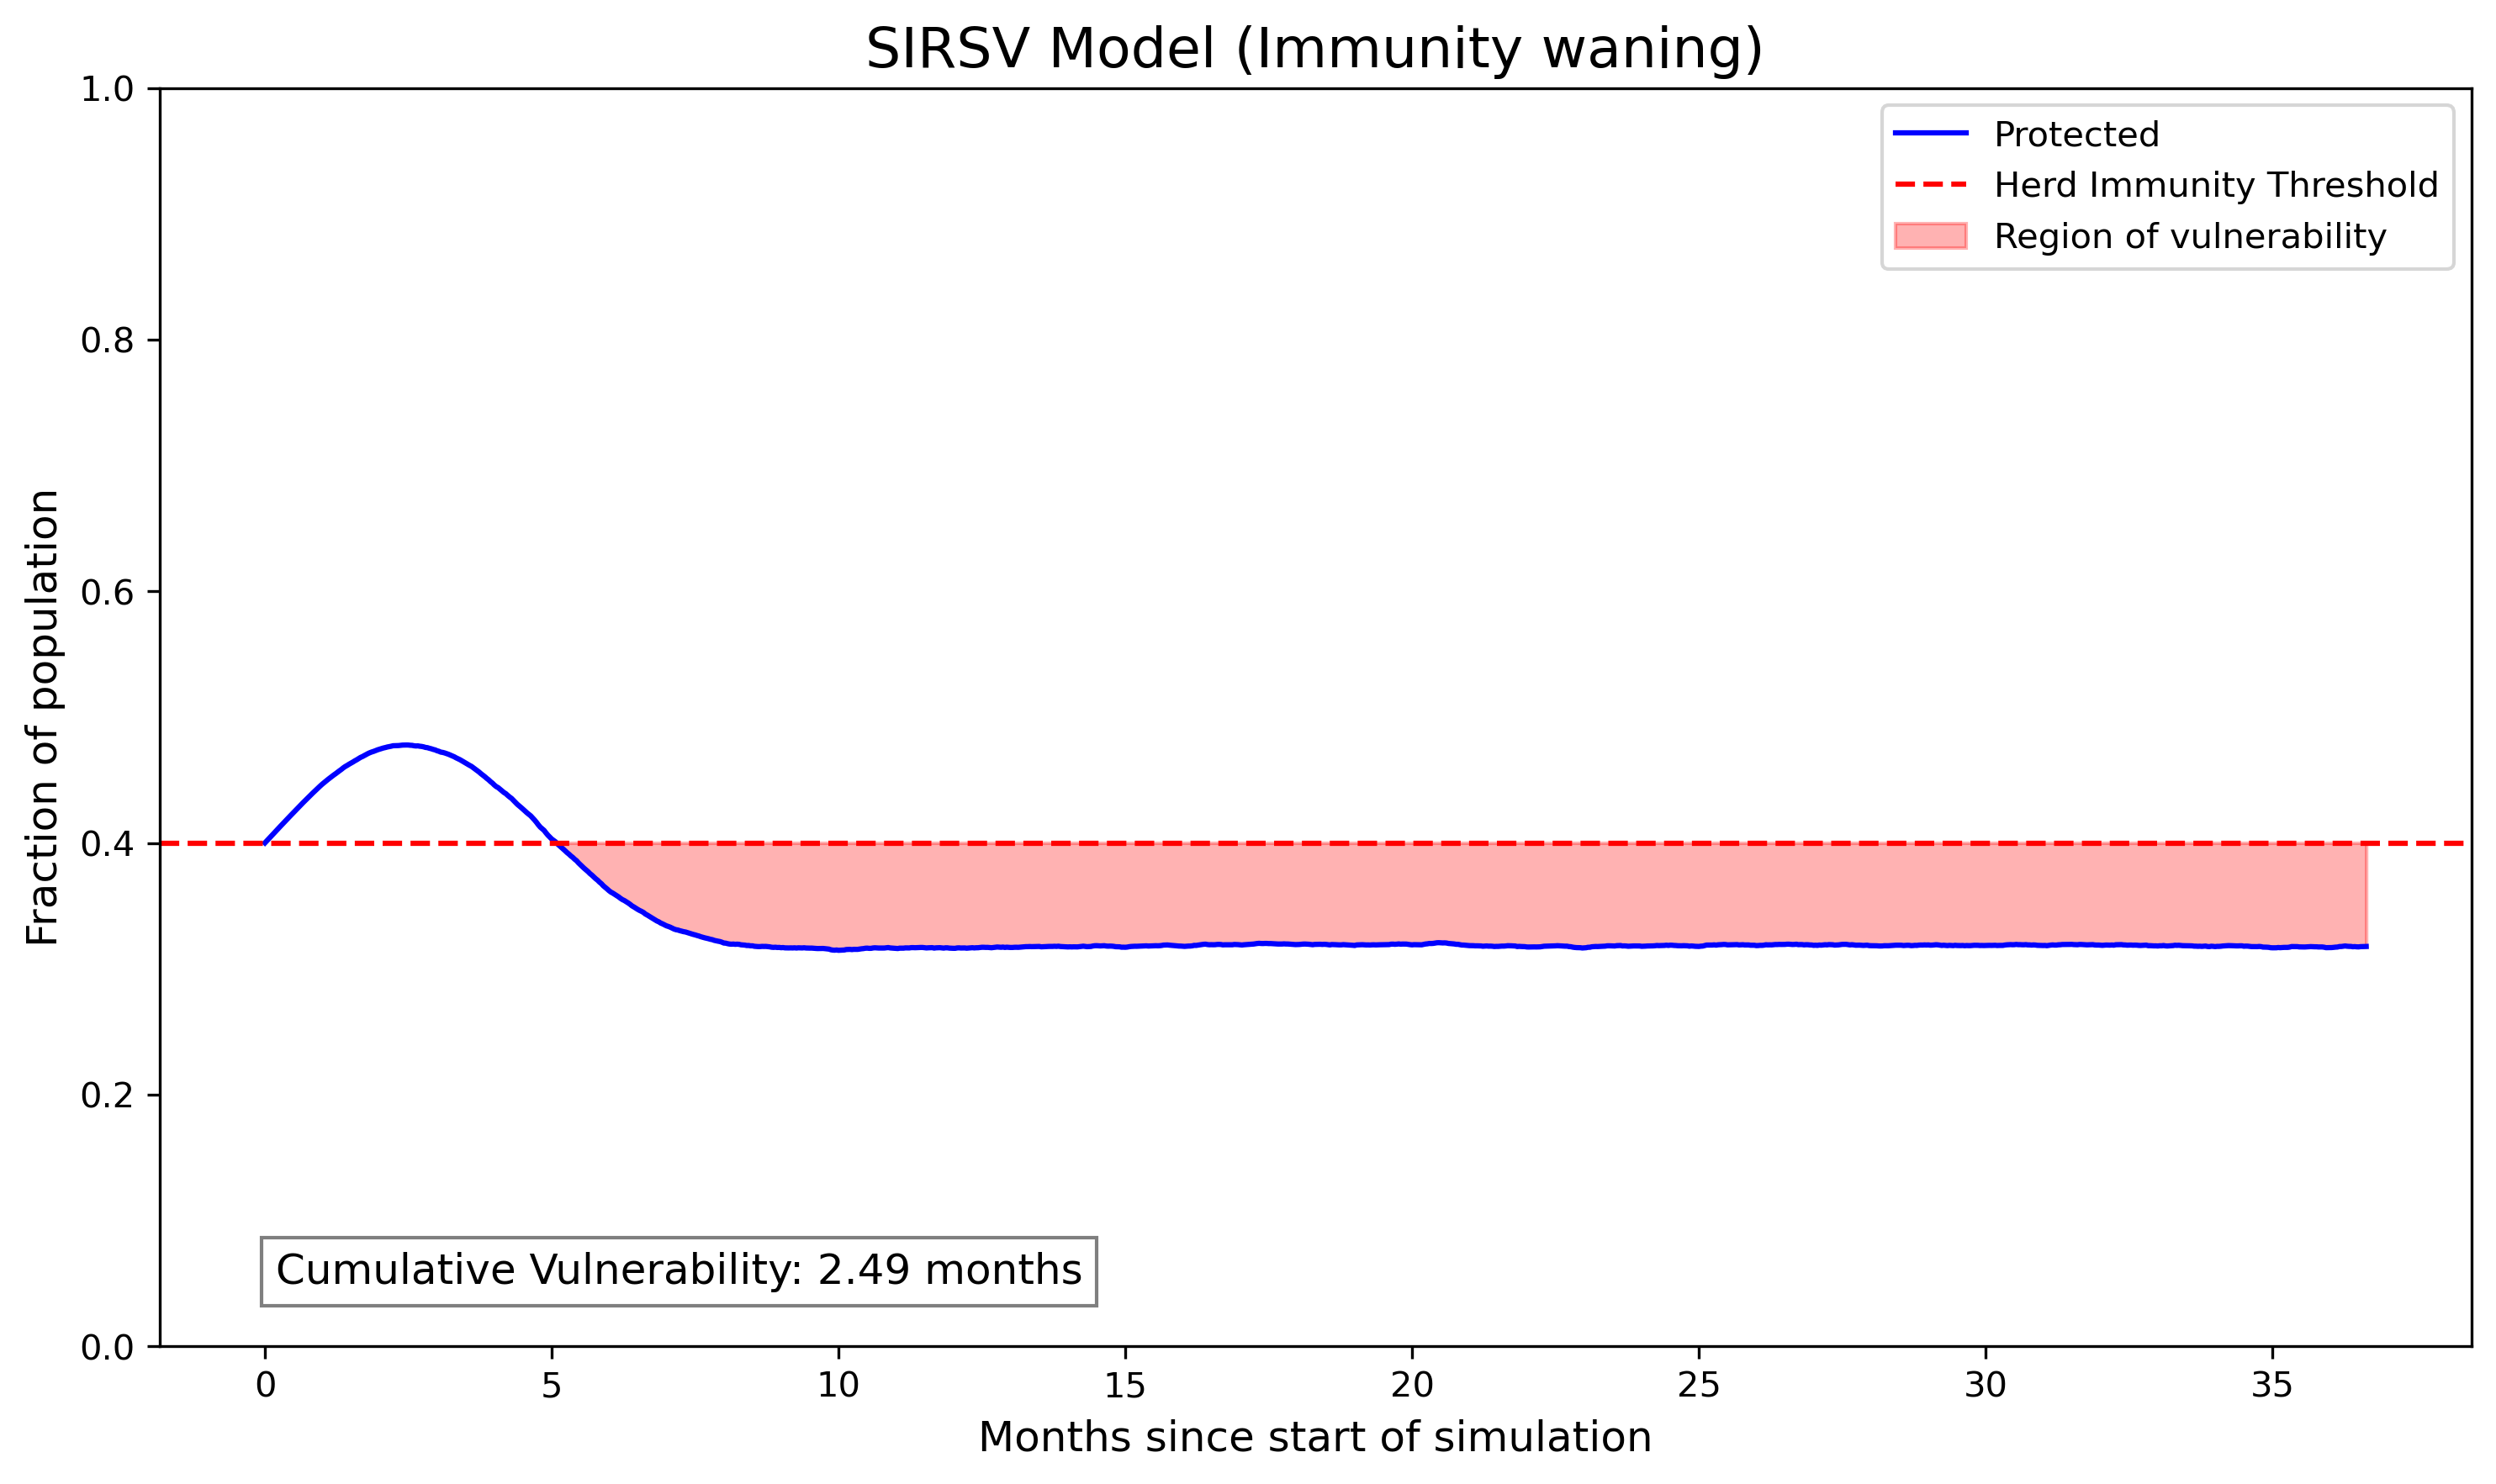 SIRSV Model (Immunity waning)
1.0
0.8
0.6
0.4
0.2
0.0
Fraction of population
Protected
Herd Immunity Threshold
Region of vulnerability
Cumulative Vulnerability: 2.49 months
0 5 10 15 20 25 30 35
Months since start of simulation